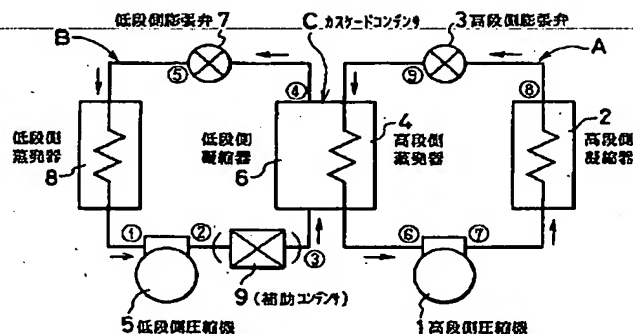 低段側膨張弁 7
C カスケードコンデンサ
3 高段側膨張弁
B
A
⑤
④
⑨
⑧
低段側
蒸発器
8
低段側
凝縮器
6
4
高段側
蒸発器
2
高段側
凝縮器
①
②
③
⑥
⑦
9 (補助コンデンサ)
5 低段側圧縮機
1 高段側圧縮機